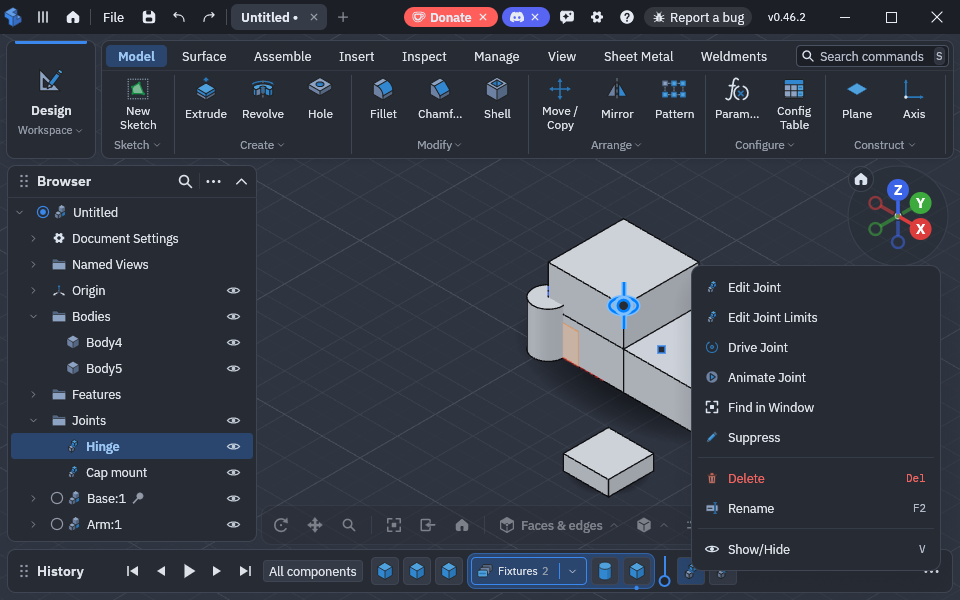 File
Untitled •
Donate
Report a bug
v0.46.2
Design
Workspace
Model
Surface
Assemble
Insert
Inspect
Manage
View
Sheet Metal
Weldments
Search commands
S
New Sketch
Extrude
Revolve
Hole
Fillet
Chamf...
Shell
Move / Copy
Mirror
Pattern
Param...
Config Table
Plane
Axis
Sketch
Create
Modify
Arrange
Configure
Construct
Browser
Untitled
Document Settings
Named Views
Origin
Bodies
Body4
Body5
Features
Joints
Hinge
Cap mount
Base:1
Arm:1
Z
Y
X
Edit Joint
Edit Joint Limits
Drive Joint
Animate Joint
Find in Window
Suppress
Delete Del
Rename F2
Show/Hide V
Faces & edges
History
All components
Fixtures 2